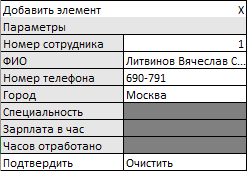 Добавить элемент X
Параметры
Номер сотрудника 1
ФИО Литвинов Вячеслав С...
Номер телефона 690-791
Город Москва
Специальность
Зарплата в час
Часов отработано
Подтвердить Очистить